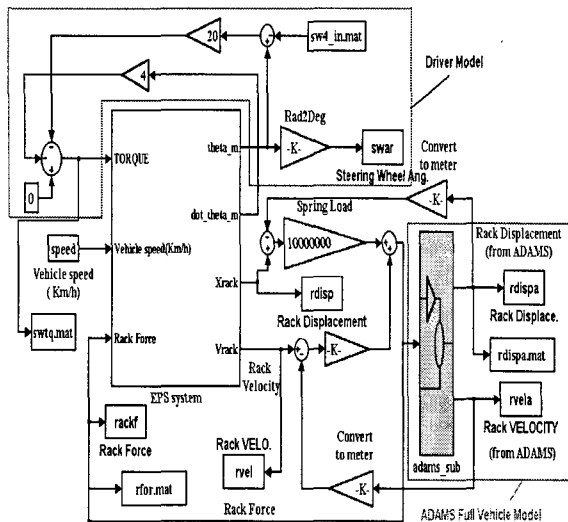 20
sw4_in.mat
Driver Model
4
Rad2Deg
theta_m
-K-
swar
Convert
to meter
TORQUE
Steering Wheel Ang.
-K-
0
dot_theta_m
Spring Load
10000000
Rack Displacement
(from ADAMS)
speed
Vehicle speed(Km/h)
Vehicle speed
(Km/h)
Xrack
rdisp
Rack Displacement
rdispa
Rack Displace.
swtq.mat
Rack Force
Vrack
Rack
Velocity
-K-
rdispa.mat
EPS system
rackf
Rack Force
Rack VELO.
rvel
Convert
to meter
rvela
Rack VELOCITY
(from ADAMS)
adams_sub
rfor.mat
-K-
Rack Force
ADAMS Full Vehicle Model